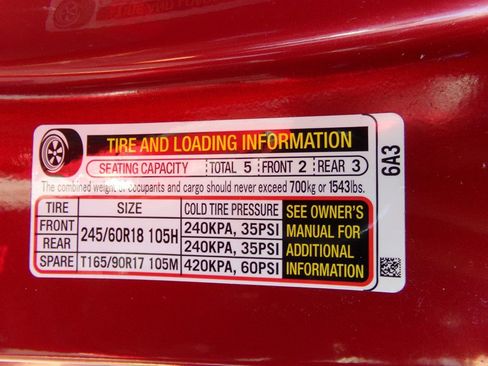 TIRE AND LOADING INFORMATION
SEATING CAPACITY TOTAL 5 FRONT 2 REAR 3
The combined weight of occupants and cargo should never exceed 700kg or 1543lbs.
TIRE SIZE COLD TIRE PRESSURE
FRONT 245/60R18 105H 240KPA, 35PSI
REAR 240KPA, 35PSI
SPARE T165/90R17 105M 420KPA, 60PSI
SEE OWNER'S
MANUAL FOR
ADDITIONAL
INFORMATION
6A3